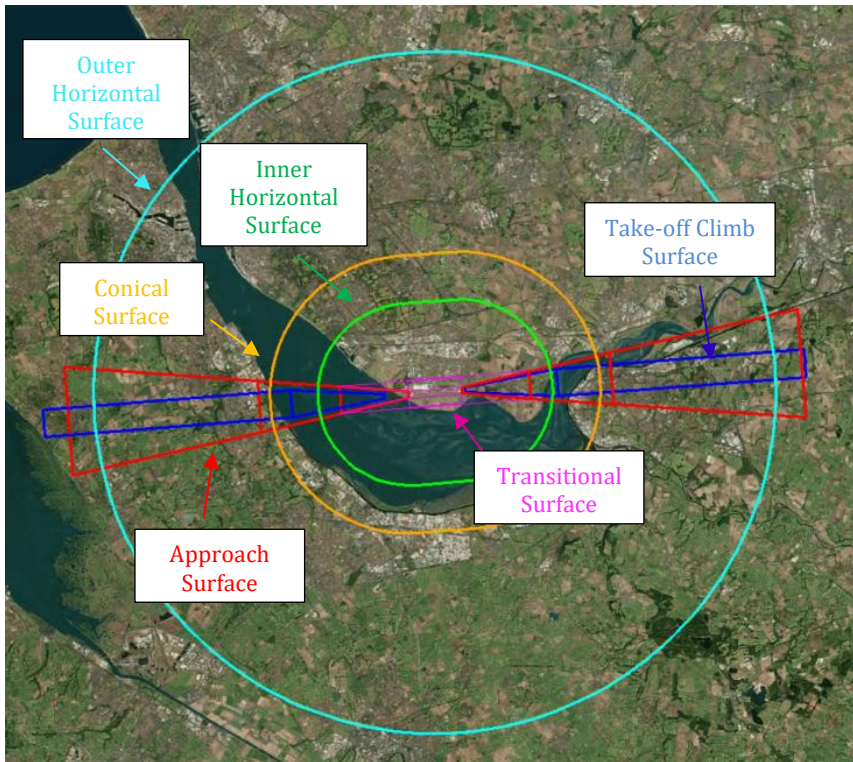 Outer
Horizontal
Surface
Inner
Horizontal
Surface
Take-off Climb
Surface
Conical
Surface
Transitional
Surface
Approach
Surface